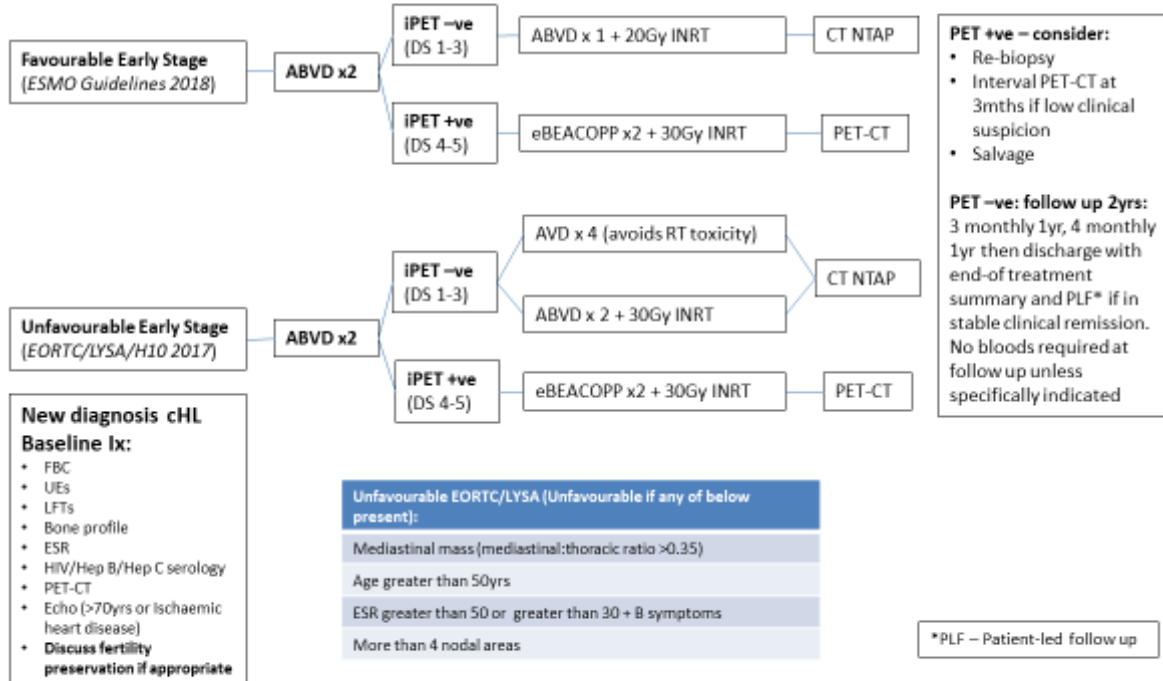 Favourable Early Stage
(ESMO Guidelines 2018)
ABVD x2
iPET –ve
(DS 1-3)
ABVD x 1 + 20Gy INRT
CT NTAP
iPET +ve
(DS 4-5)
eBEACOPP x2 + 30Gy INRT
PET-CT
Unfavourable Early Stage
(EORTC/LYSA/H10 2017)
ABVD x2
iPET –ve
(DS 1-3)
AVD x 4 (avoids RT toxicity)
ABVD x 2 + 30Gy INRT
CT NTAP
iPET +ve
(DS 4-5)
eBEACOPP x2 + 30Gy INRT
PET-CT
PET +ve – consider:
• Re-biopsy
• Interval PET-CT at
3mths if low clinical
suspicion
• Salvage
PET –ve: follow up 2yrs:
3 monthly 1yr, 4 monthly
1yr then discharge with
end-of treatment
summary and PLF* if in
stable clinical remission.
No bloods required at
follow up unless
specifically indicated
New diagnosis cHL
Baseline Ix:
• FBC
• UEs
• LFTs
• Bone profile
• ESR
• HIV/Hep B/Hep C serology
• PET-CT
• Echo (>70yrs or Ischaemic
heart disease)
• Discuss fertility
preservation if appropriate
Unfavourable EORTC/LYSA (Unfavourable if any of below
present):
Mediastinal mass (mediastinal:thoracic ratio >0.35)
Age greater than 50yrs
ESR greater than 50 or greater than 30 + B symptoms
More than 4 nodal areas
*PLF – Patient-led follow up